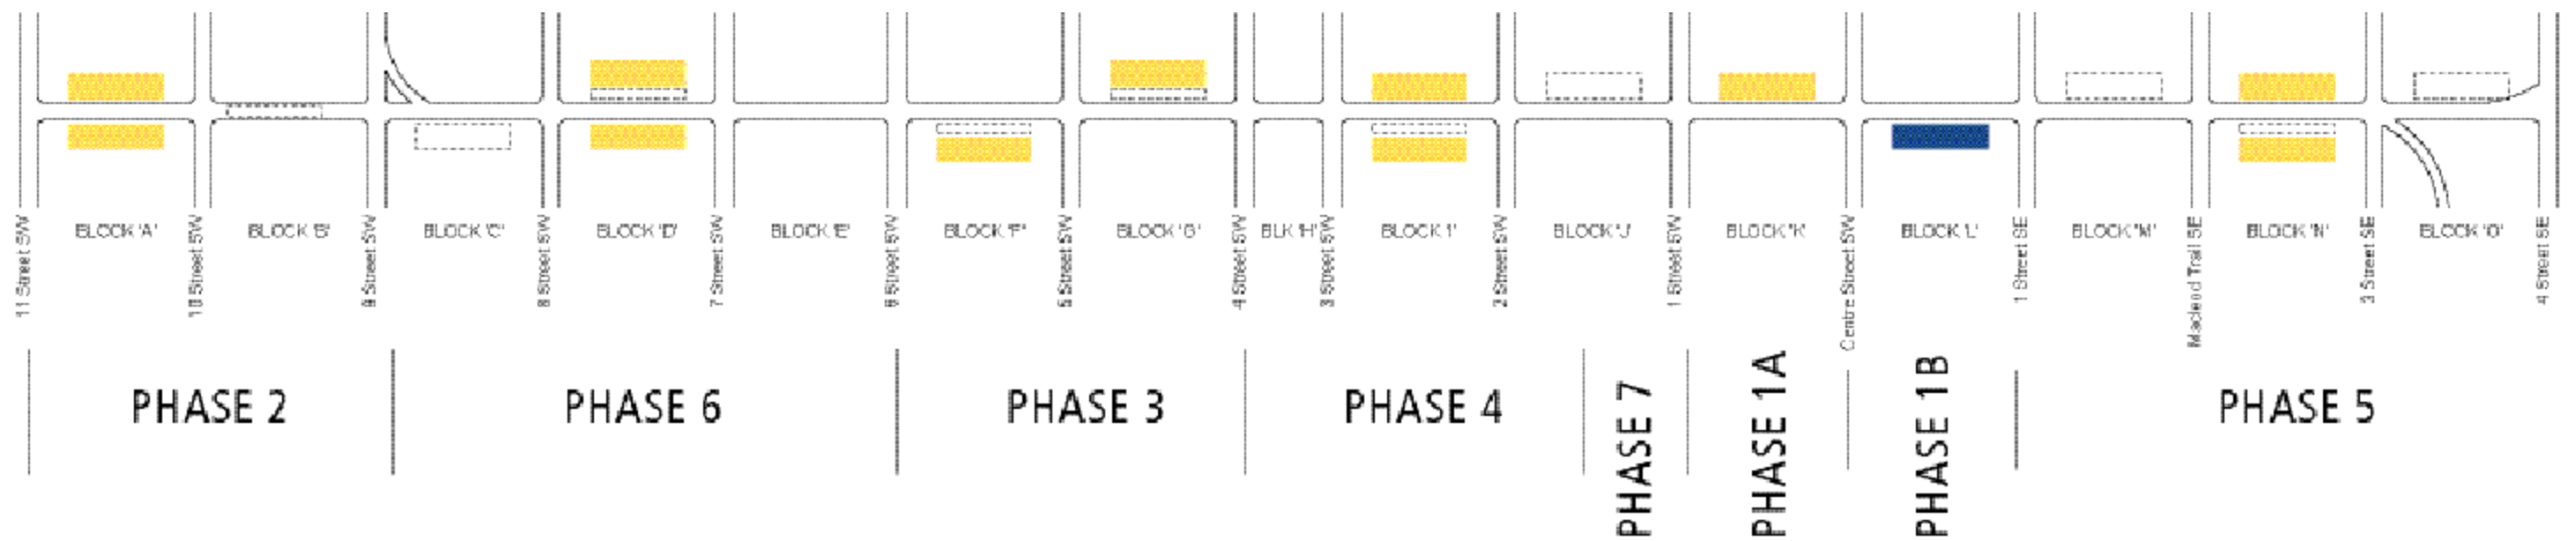 BLOCK 'A'
BLOCK 'B'
BLOCK 'C'
BLOCK 'D'
BLOCK 'E'
BLOCK 'F'
BLOCK 'G'
BLK 'H'
BLOCK 'I'
BLOCK 'J'
BLOCK 'K'
BLOCK 'L'
BLOCK 'M'
BLOCK 'N'
BLOCK 'O'
11 Street SW
10 Street SW
9 Street SW
8 Street SW
7 Street SW
6 Street SW
5 Street SW
4 Street SW
3 Street SW
2 Street SW
1 Street SW
Centre Street SW
1 Street SE
Macleod Trail SE
3 Street SE
4 Street SE
PHASE 2
PHASE 6
PHASE 3
PHASE 4
PHASE 7
PHASE 1A
PHASE 1B
PHASE 5